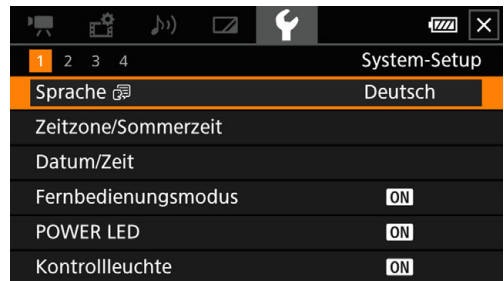 1 2 3 4 System-Setup
Sprache Deutsch
Zeitzone/Sommerzeit
Datum/Zeit
Fernbedienungsmodus ON
POWER LED ON
Kontrollleuchte ON